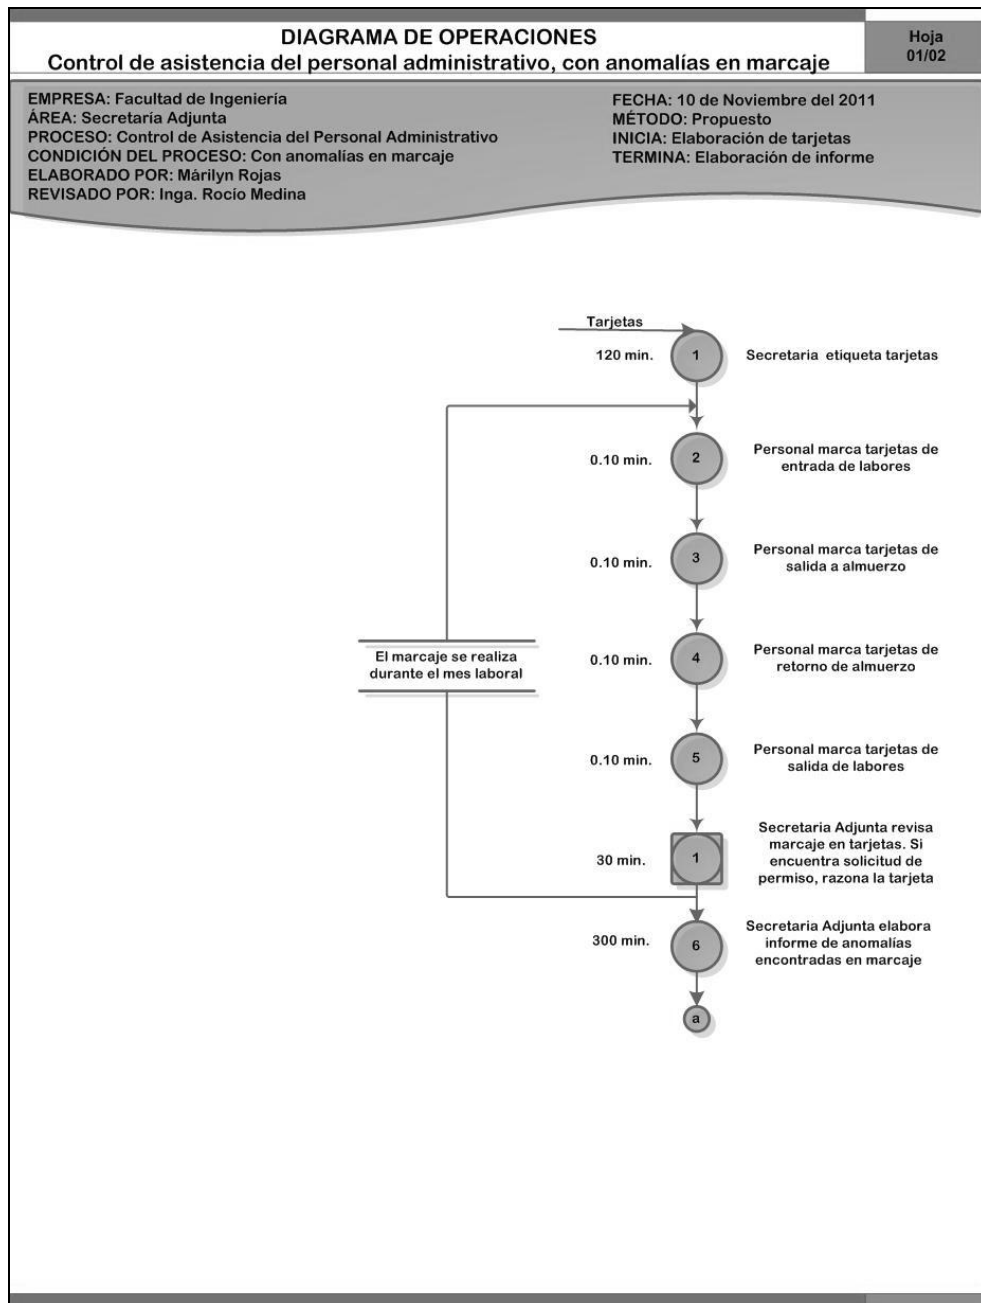 DIAGRAMA DE OPERACIONES
Control de asistencia del personal administrativo, con anomalías en marcaje
Hoja
01/02
EMPRESA: Facultad de Ingeniería
ÁREA: Secretaría Adjunta
PROCESO: Control de Asistencia del Personal Administrativo
CONDICIÓN DEL PROCESO: Con anomalías en marcaje
ELABORADO POR: Márilyn Rojas
REVISADO POR: Inga. Rocío Medina
FECHA: 10 de Noviembre del 2011
MÉTODO: Propuesto
INICIA: Elaboración de tarjetas
TERMINA: Elaboración de informe
Tarjetas
120 min.
1
Secretaria etiqueta tarjetas
0.10 min.
2
Personal marca tarjetas de
entrada de labores
0.10 min.
3
Personal marca tarjetas de
salida a almuerzo
El marcaje se realiza
durante el mes laboral
0.10 min.
4
Personal marca tarjetas de
retorno de almuerzo
0.10 min.
5
Personal marca tarjetas de
salida de labores
30 min.
1
Secretaria Adjunta revisa
marcaje en tarjetas. Si
encuentra solicitud de
permiso, razona la tarjeta
300 min.
6
Secretaria Adjunta elabora
informe de anomalías
encontradas en marcaje
a